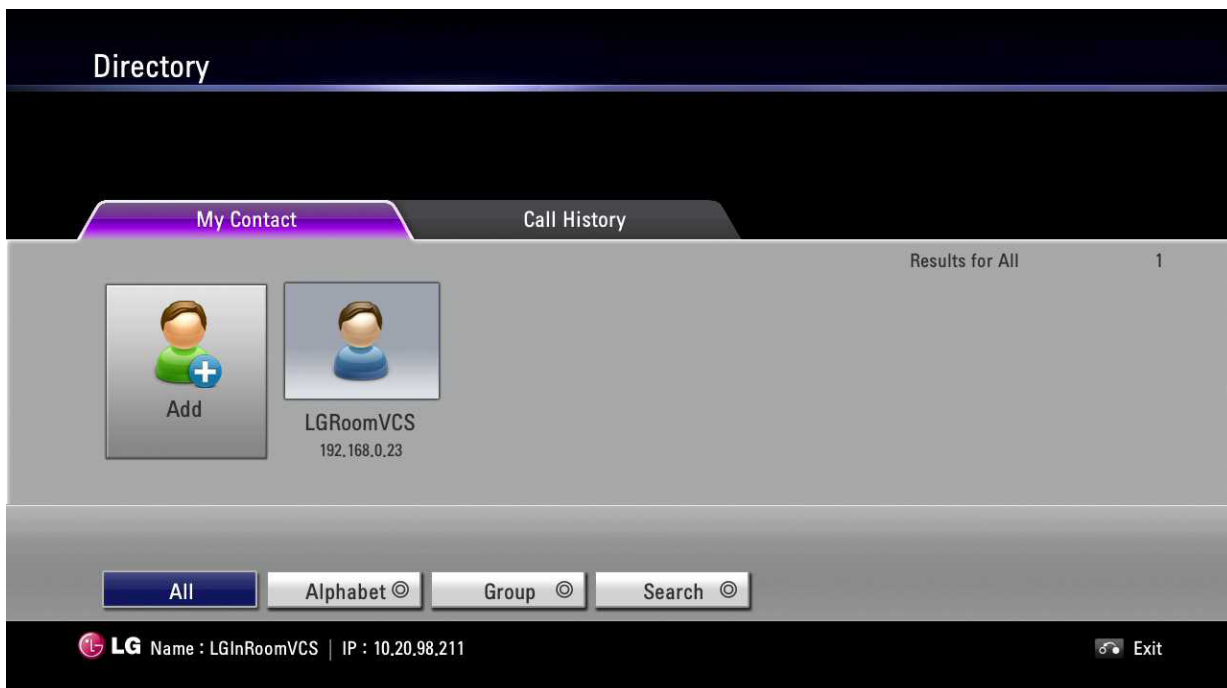 Directory
My Contact
Call History
Results for All 1
Add
LGRoomVCS
192.168.0.23
All
Alphabet
Group
Search
LG Name : LGInRoomVCS | IP : 10.20.98.211
Exit